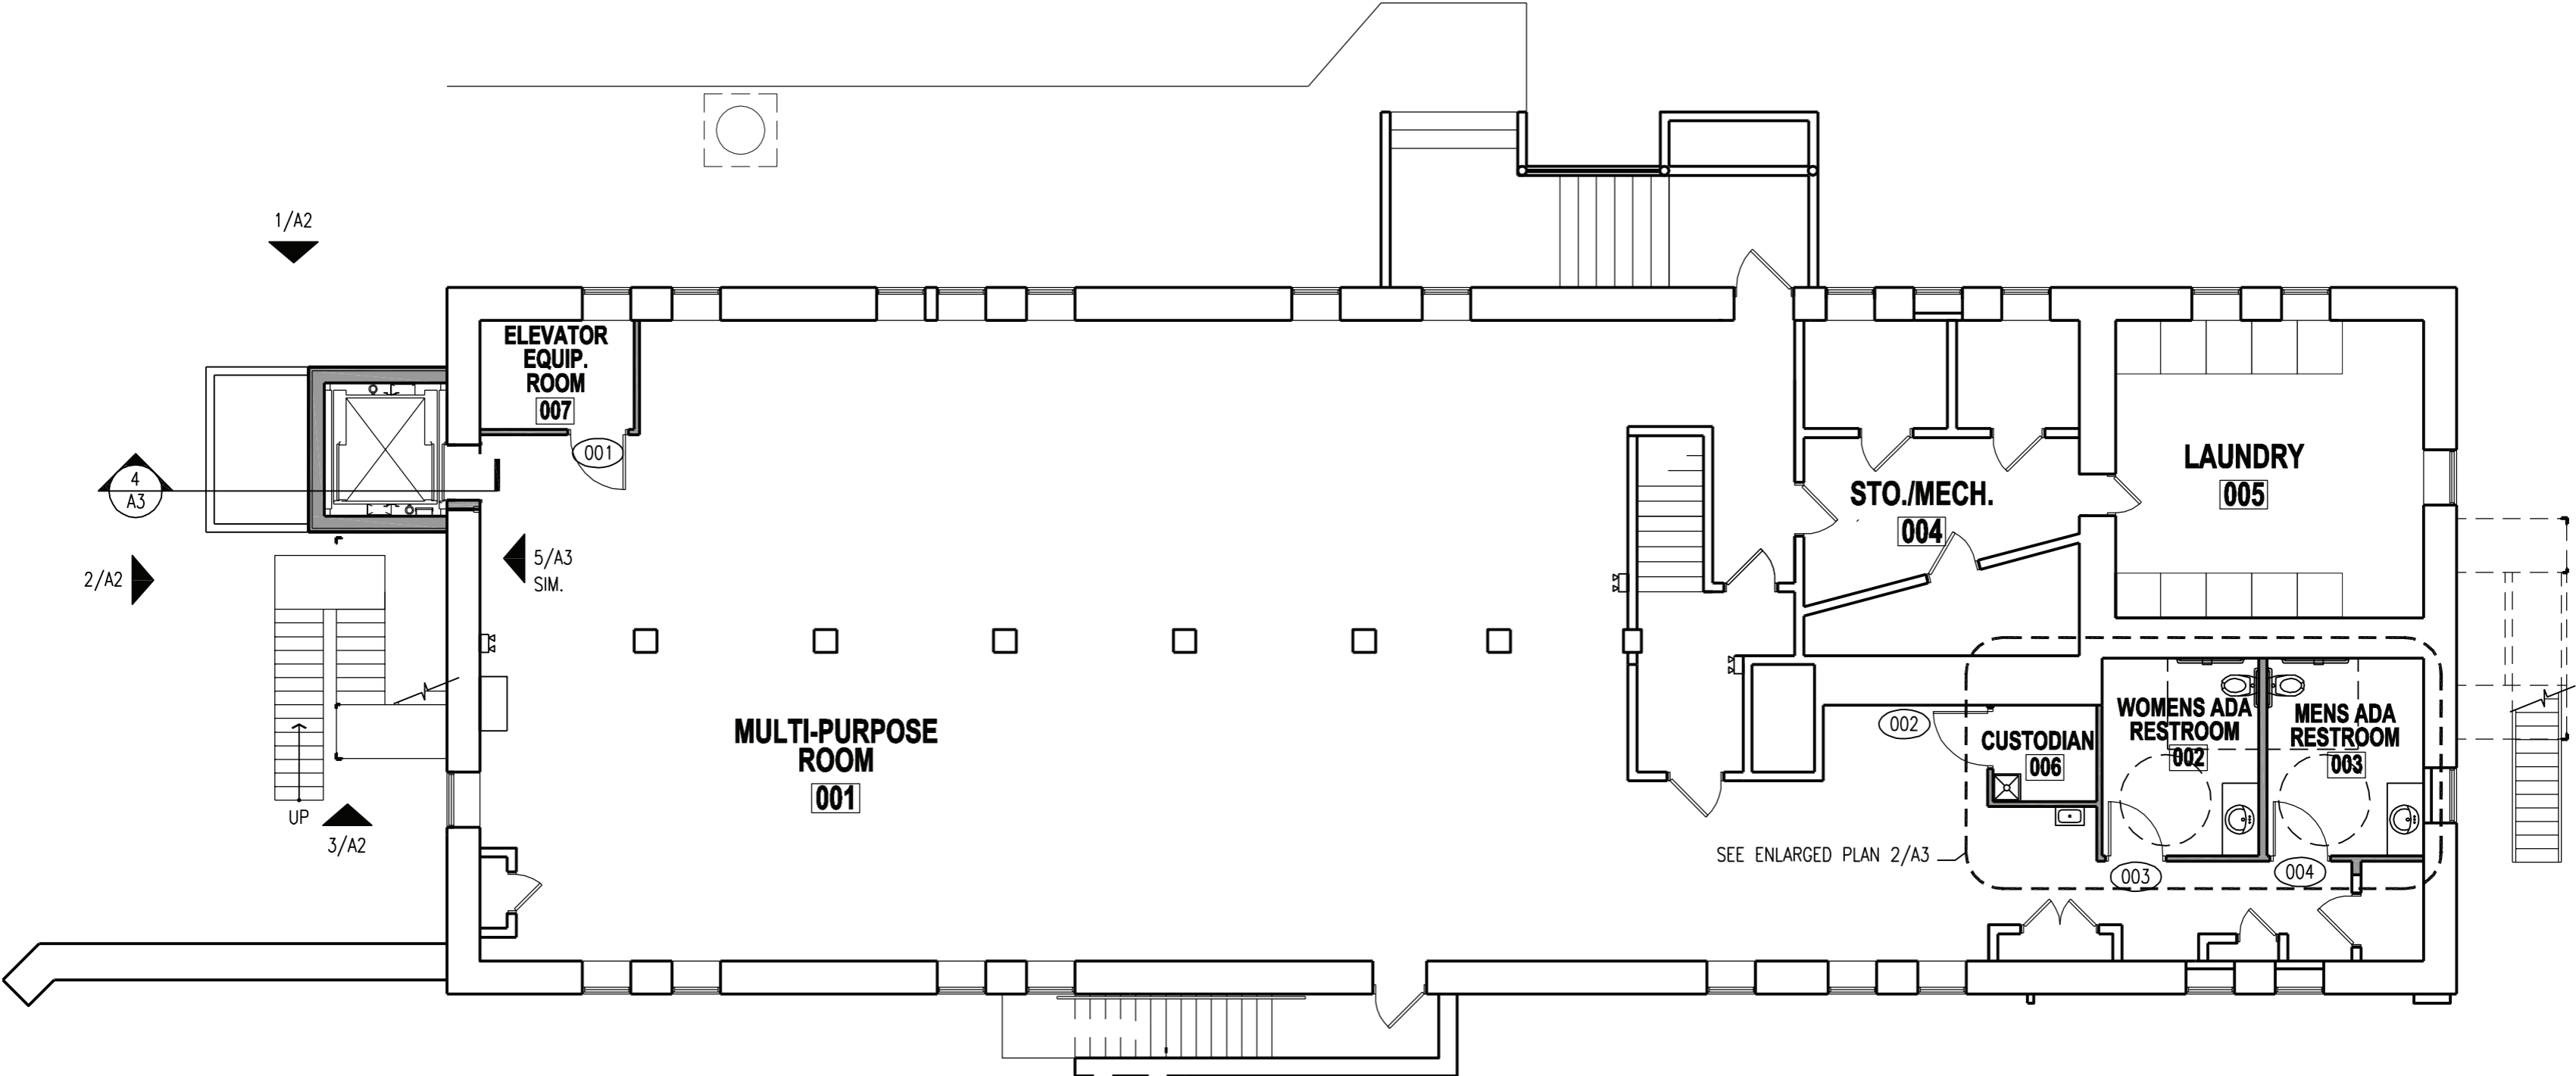 1/A2
ELEVATOR
EQUIP.
ROOM
007
001
4
A3
2/A2
5/A3
SIM.
UP
3/A2
MULTI-PURPOSE
ROOM
001
STO./MECH.
004
LAUNDRY
005
002
CUSTODIAN
006
WOMENS ADA
RESTROOM
002
MENS ADA
RESTROOM
003
SEE ENLARGED PLAN 2/A3
003
004